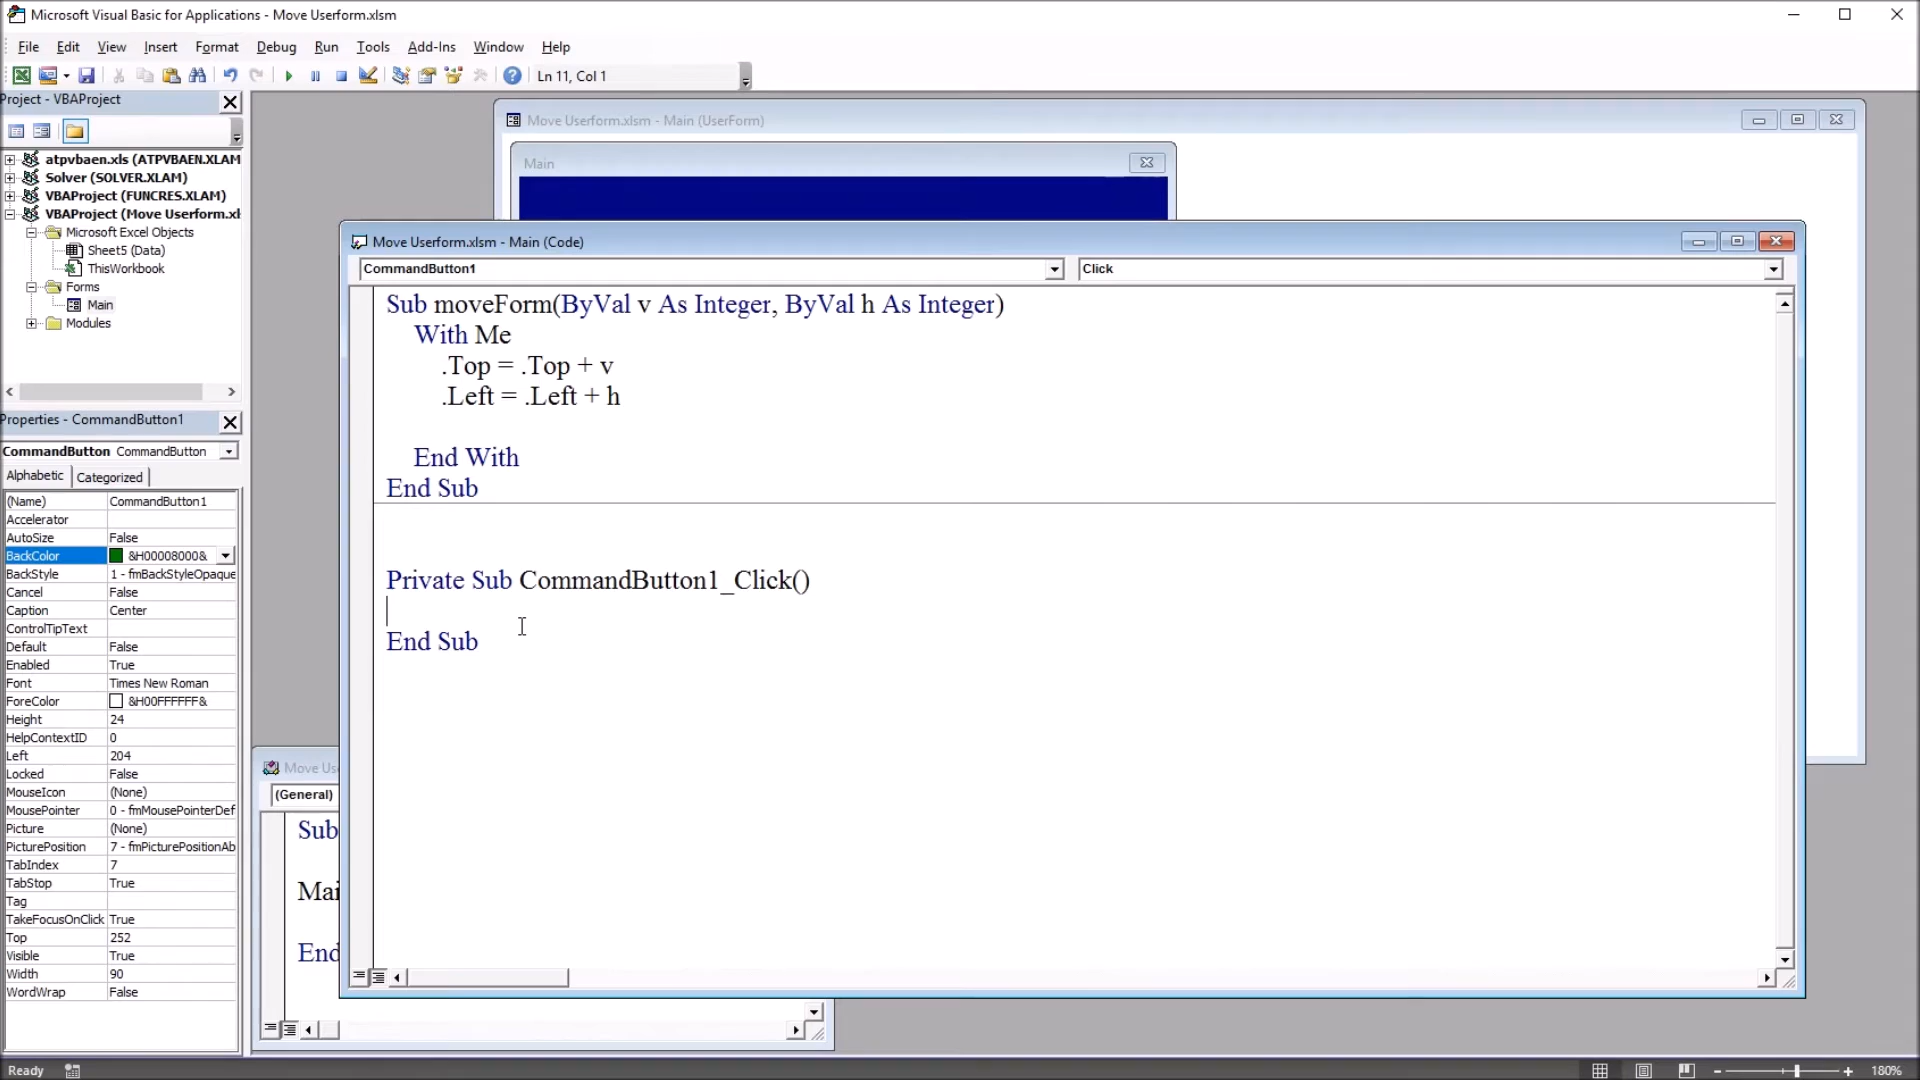 Microsoft Visual Basic for Applications - Move Userform.xlsm
File Edit View Insert Format Debug Run Tools Add-Ins Window Help
Ln 11, Col 1
Project - VBAProject
atpvbaen.xls (ATPVBAEN.XLAM
Solver (SOLVER.XLAM)
VBAProject (FUNCRES.XLAM)
VBAProject (Move Userform.xl
Microsoft Excel Objects
Sheet5 (Data)
ThisWorkbook
Forms
Main
Modules
Properties - CommandButton1
CommandButton CommandButton
Alphabetic Categorized
(Name) CommandButton1
Accelerator
AutoSize False
BackColor &H00008000&
BackStyle 1 - fmBackStyleOpaque
Cancel False
Caption Center
ControlTipText
Default False
Enabled True
Font Times New Roman
ForeColor &H00FFFFFF&
Height 24
HelpContextID 0
Left 204
Locked False
MouseIcon (None)
MousePointer 0 - fmMousePointerDef
Picture (None)
PicturePosition 7 - fmPicturePositionAb
TabIndex 7
TabStop True
Tag
TakeFocusOnClick True
Top 252
Visible True
Width 90
WordWrap False
Move Userform.xlsm - Main (UserForm)
Main
Move Userform.xlsm - Main (Code)
CommandButton1 Click
Sub moveForm(ByVal v As Integer, ByVal h As Integer)
With Me
.Top = .Top + v
.Left = .Left + h
End With
End Sub
Private Sub CommandButton1_Click()
End Sub
Move Us
(General)
Sub
Mai
End
Ready
180%